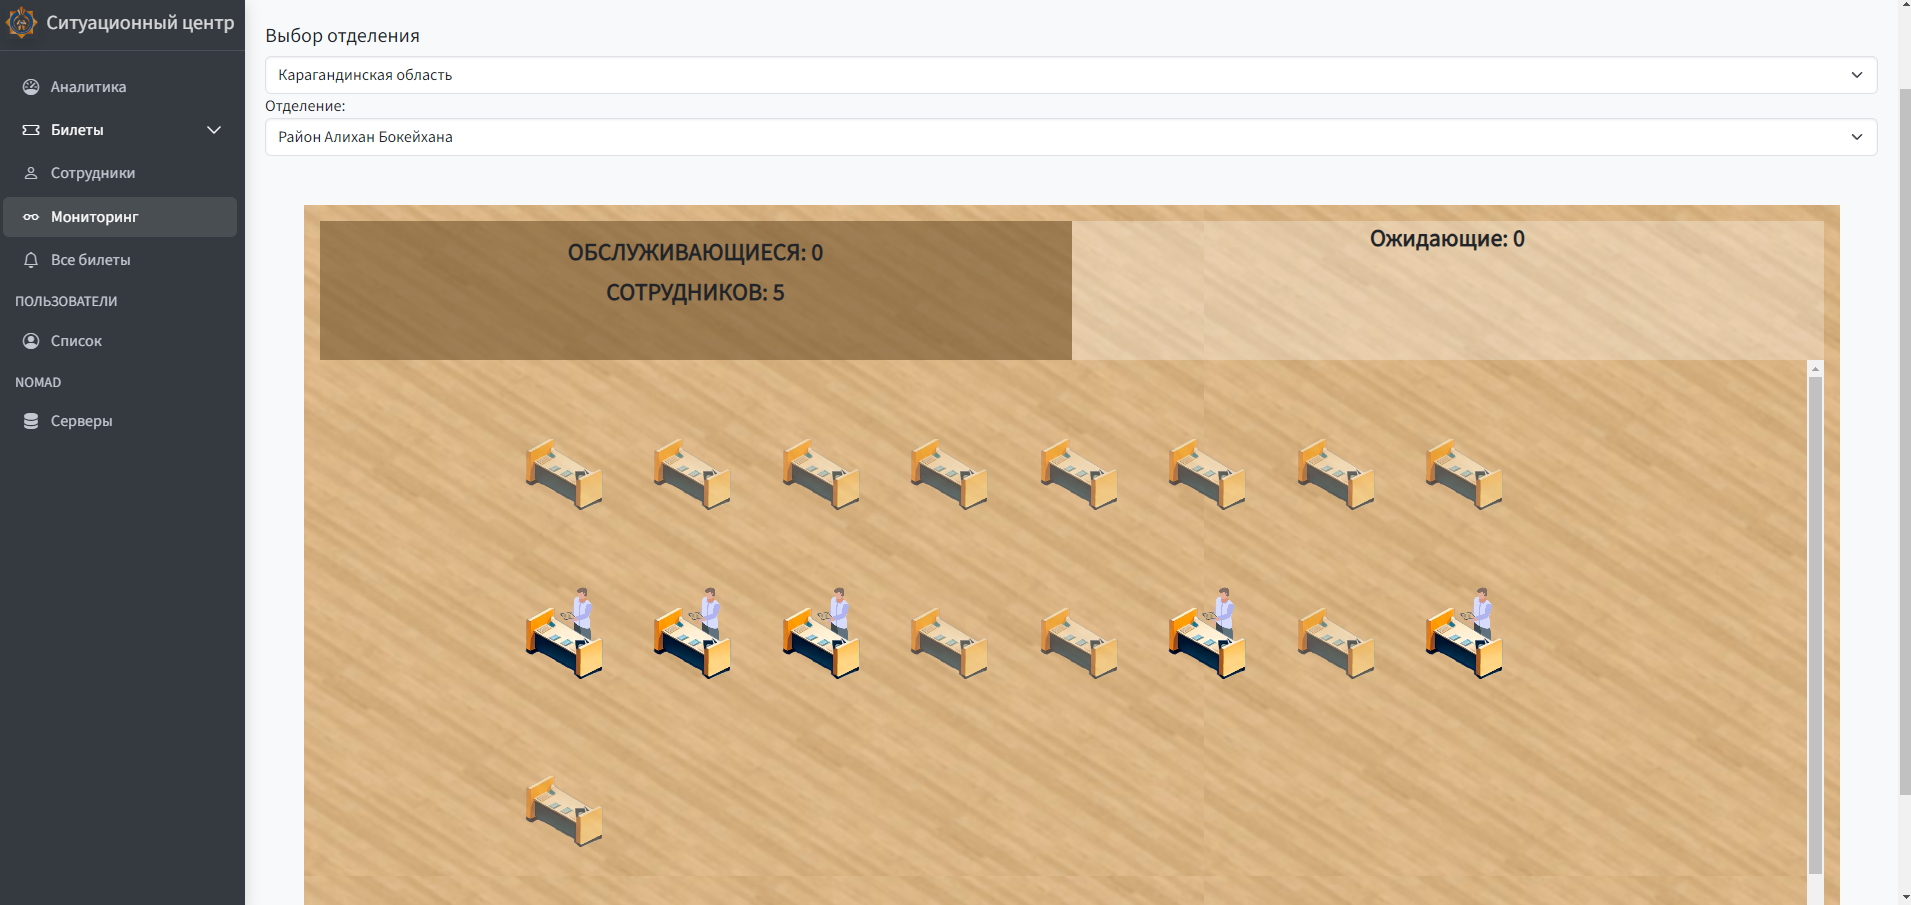 Ситуационный центр
Аналитика
Билеты
Сотрудники
Мониторинг
Все билеты
ПОЛЬЗОВАТЕЛИ
Список
NOMAD
Серверы
Выбор отделения
Карагандинская область
Отделение:
Район Алихан Бокейхана
ОБСЛУЖИВАЮЩИЕСЯ: 0
СОТРУДНИКОВ: 5
Ожидающие: 0